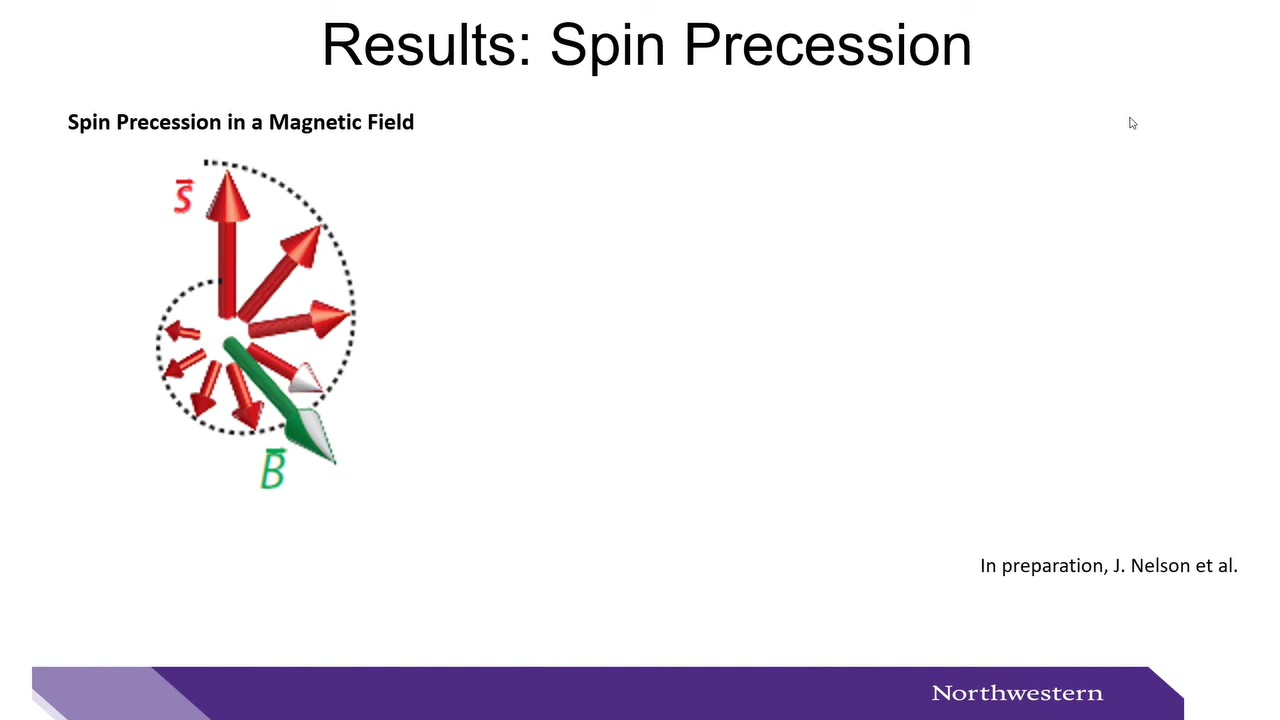 Results: Spin Precession
Spin Precession in a Magnetic Field
S⃗
B⃗
In preparation, J. Nelson et al.
Northwestern